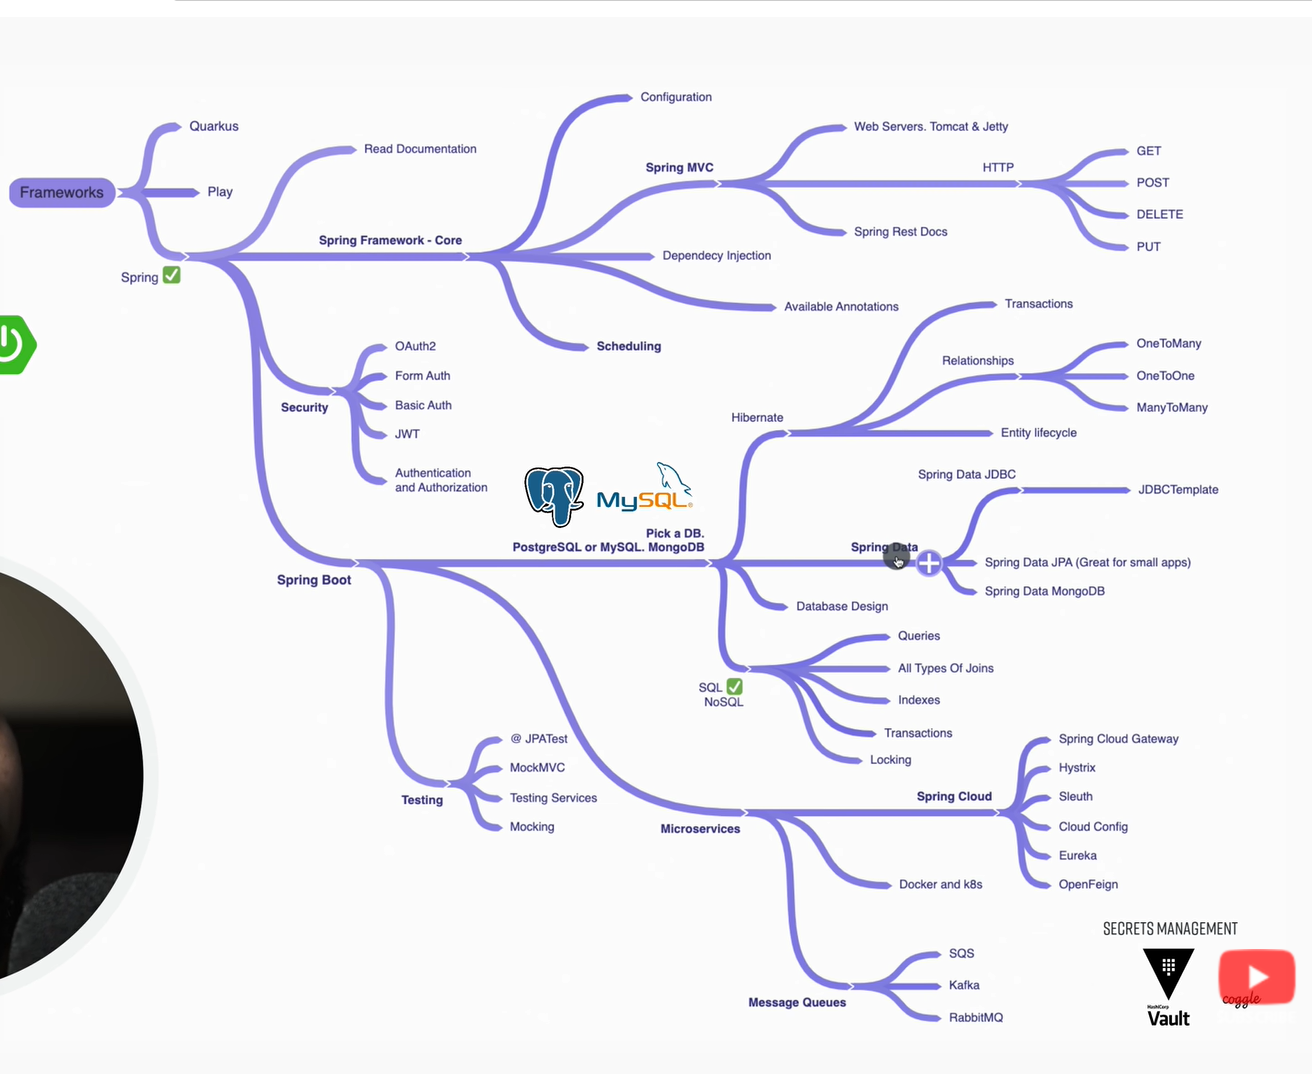 Frameworks
Quarkus
Play
Spring
Read Documentation
Spring Framework - Core
Configuration
Spring MVC
Web Servers. Tomcat & Jetty
HTTP
GET
POST
DELETE
PUT
Spring Rest Docs
Dependecy Injection
Available Annotations
Scheduling
Security
OAuth2
Form Auth
Basic Auth
JWT
Authentication
and Authorization
Spring Boot
MySQL
Pick a DB.
PostgreSQL or MySQL. MongoDB
Hibernate
Transactions
Relationships
OneToMany
OneToOne
ManyToMany
Entity lifecycle
Spring Data
Spring Data JDBC
JDBCTemplate
Spring Data JPA (Great for small apps)
Spring Data MongoDB
Database Design
SQL
NoSQL
Queries
All Types Of Joins
Indexes
Transactions
Locking
Testing
@ JPATest
MockMVC
Testing Services
Mocking
Microservices
Spring Cloud
Spring Cloud Gateway
Hystrix
Sleuth
Cloud Config
Eureka
OpenFeign
Docker and k8s
Message Queues
SQS
Kafka
RabbitMQ
SECRETS MANAGEMENT
HashiCorp
Vault
coggle